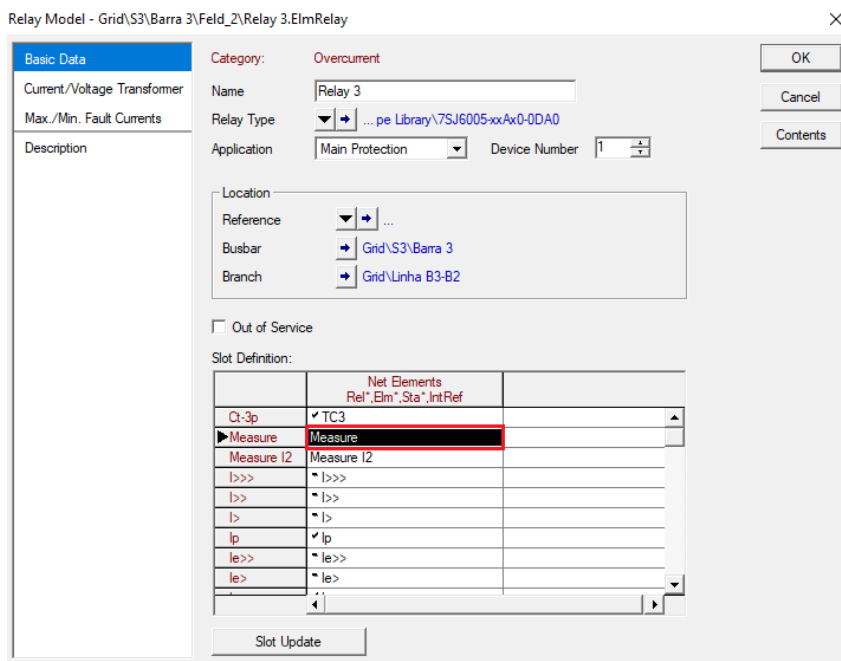 Relay Model - Grid\S3\Barra 3\Feld_2\Relay 3.ElmRelay
Basic Data
Current/Voltage Transformer
Max./Min. Fault Currents
Description
Category: Overcurrent
Name Relay 3
Relay Type ... pe Library\7SJ6005-xxAx0-0DA0
Application Main Protection Device Number 1
Location
Reference ...
Busbar Grid\S3\Barra 3
Branch Grid\Linha B3-B2
Out of Service
Slot Definition:
Net Elements
Rel*,Elm*,Sta*,IntRef
Ct-3p TC3
Measure Measure
Measure I2 Measure I2
I>>> I>>>
I>> I>>
I> I>
Ip Ip
Ie>> Ie>>
Ie> Ie>
Slot Update
OK
Cancel
Contents